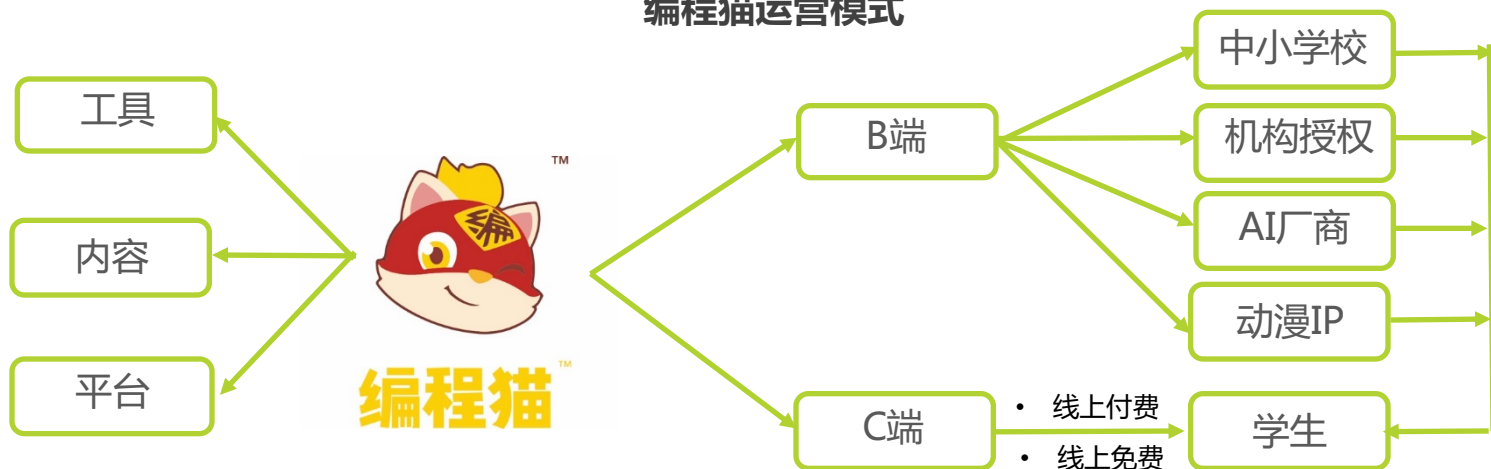 编程猫运营模式
工具
内容
平台
TM
编
编程猫
TM
B端
C端
中小学校
机构授权
AI厂商
动漫IP
• 线上付费
• 线上免费
学生